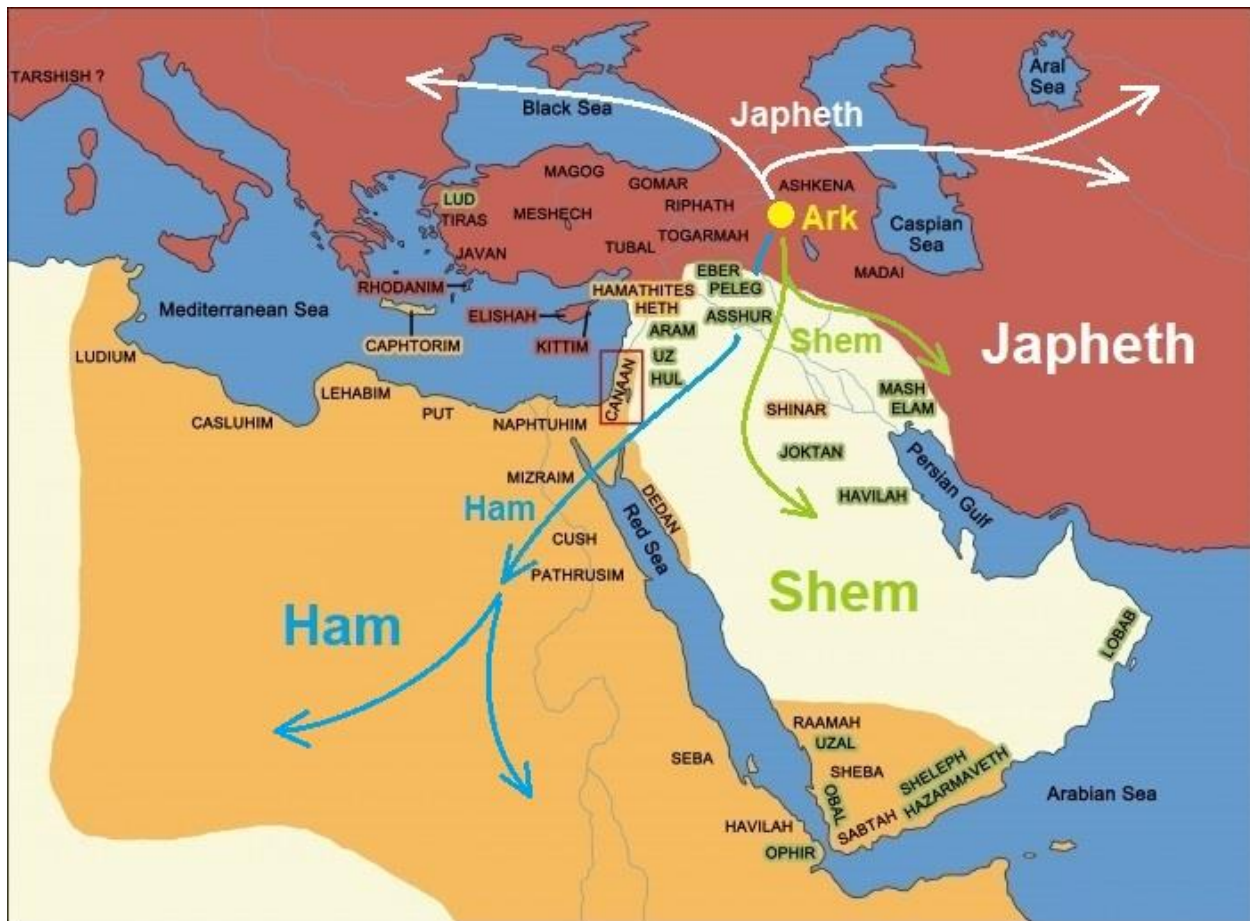 TARSHISH ?
Black Sea
Aral
Sea
Japheth
MAGOG
GOMAR
ASHKENA
LUD
TIRAS
MESHECH
RIPHATH
Ark
JAVAN
TUBAL
TOGARMAH
Caspian
Sea
MADAI
EBER
PELEG
RHODANIM
HAMATHITES
HETH
Mediterranean Sea
ELISHAH
ASSHUR
ARAM
CAPHTORIM
KITTIM
Shem
Japheth
LUDIUM
UZ
HUL
CANAAN
LEHABIM
MASH
ELAM
CASLUHIM
PUT
NAPHTUHIM
SHINAR
JOKTAN
MIZRAIM
HAVILAH
Persian Gulf
Ham
DEDAN
Red Sea
CUSH
PATHRUSIM
Shem
Ham
LOBAB
RAAMAH
UZAL
SEBA
SHEBA
SHELEPH
HAZARMAVETH
OBAL
SABTAH
Arabian Sea
HAVILAH
OPHIR